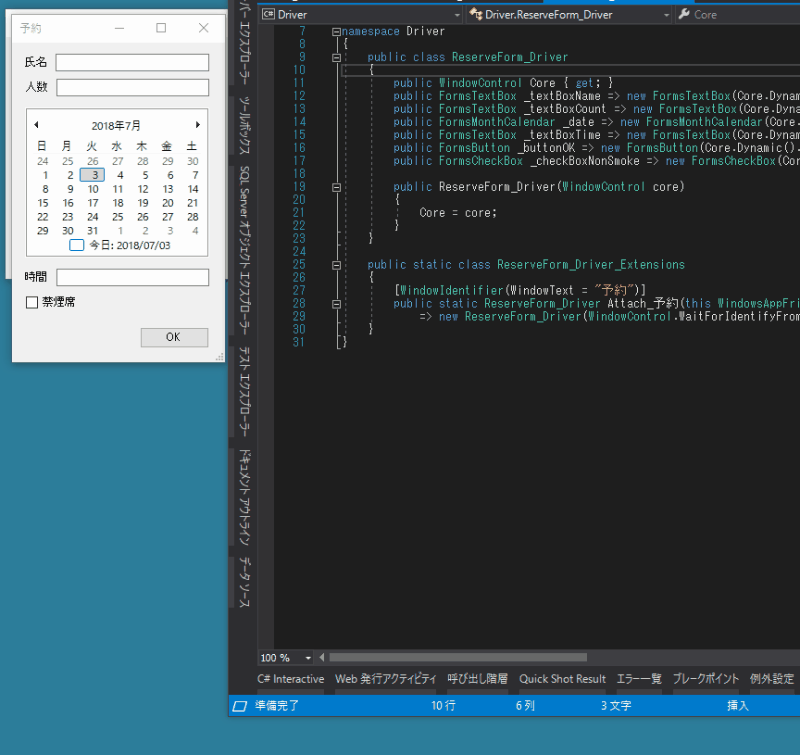 予約
氏名
人数
2018年7月
日 月 火 水 木 金 土
24 25 26 27 28 29 30
1 2 3 4 5 6 7
8 9 10 11 12 13 14
15 16 17 18 19 20 21
22 23 24 25 26 27 28
29 30 31 1 2 3 4
今日: 2018/07/03
時間
禁煙席
OK
エクスプローラー
ツールボックス
SQL Server オブジェクト エクスプローラー
テスト エクスプローラー
ドキュメント アウトライン
データ ソース
C# Driver
Driver.ReserveForm_Driver
Core
7 namespace Driver
8 {
9 public class ReserveForm_Driver
10 {
11 public WindowControl Core { get; }
12 public FormsTextBox _textBoxName => new FormsTextBox(Core.Dynam
13 public FormsTextBox _textBoxCount => new FormsTextBox(Core.Dyna
14 public FormsMonthCalendar _date => new FormsMonthCalendar(Core.
15 public FormsTextBox _textBoxTime => new FormsTextBox(Core.Dynam
16 public FormsButton _buttonOK => new FormsButton(Core.Dynamic().
17 public FormsCheckBox _checkBoxNonSmoke => new FormsCheckBox(Cor
18
19 public ReserveForm_Driver(WindowControl core)
20 {
21 Core = core;
22 }
23 }
24
25 public static class ReserveForm_Driver_Extensions
26 {
27 [WindowIdentifier(WindowText = "予約")]
28 public static ReserveForm_Driver Attach_予約(this WindowsAppFri
29 => new ReserveForm_Driver(WindowControl.WaitForIdentifyFrom
30 }
31 }
100 %
C# Interactive Web 発行アクティビティ 呼び出し階層 Quick Shot Result エラー一覧 ブレークポイント 例外設定
準備完了 10 行 6 列 3 文字 挿入